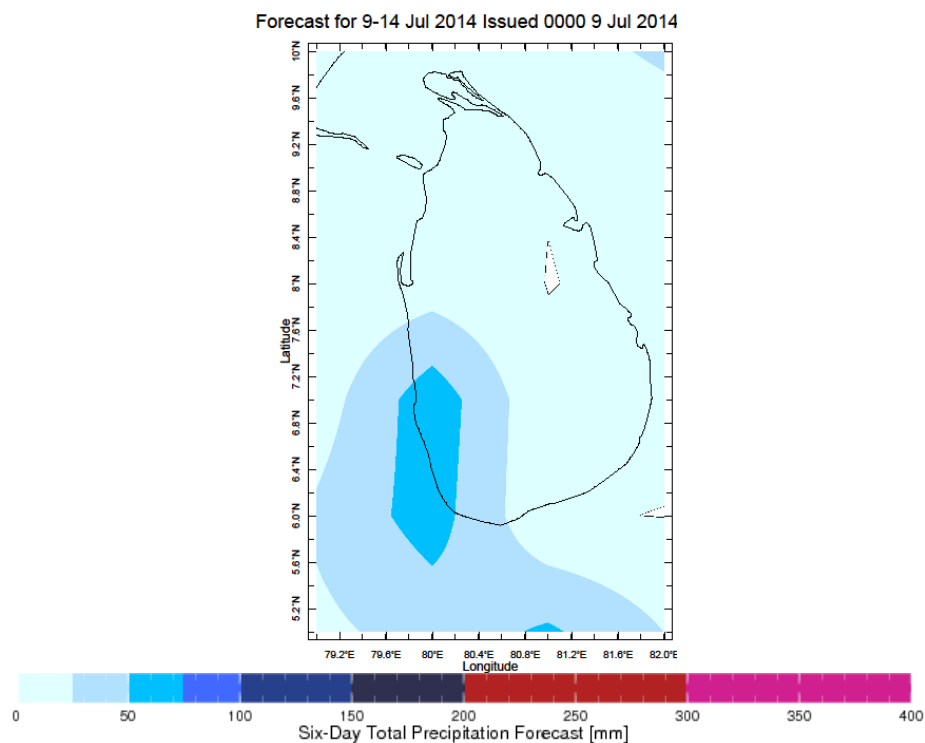 Forecast for 9-14 Jul 2014 Issued 0000 9 Jul 2014
10°N
9.6°N
9.2°N
8.8°N
8.4°N
8°N
7.6°N
7.2°N
6.8°N
6.4°N
6.0°N
5.6°N
5.2°N
Latitude
79.2°E 79.6°E 80°E 80.4°E 80.8°E 81.2°E 81.6°E 82.0°E
Longitude
0 50 100 150 200 250 300 350 400
Six-Day Total Precipitation Forecast [mm]